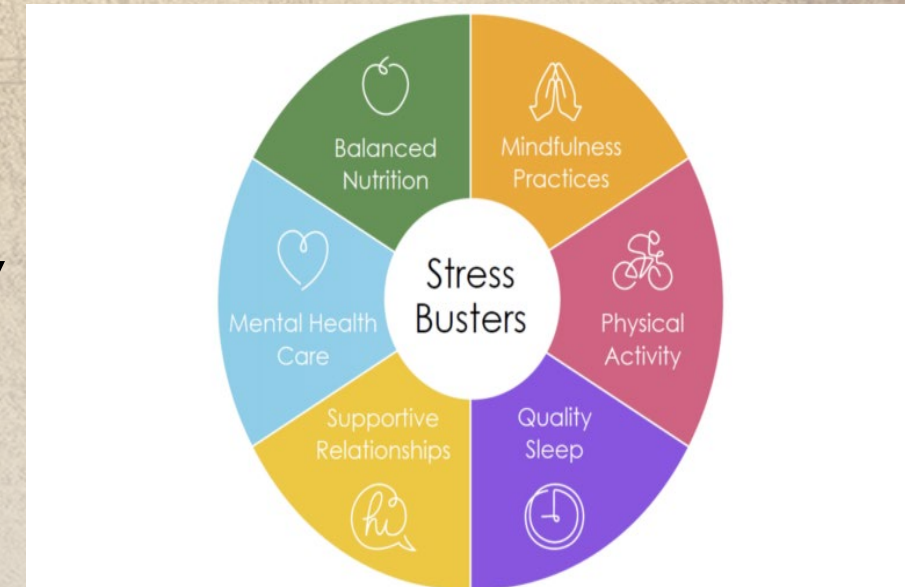 Balanced
Nutrition
Mindfulness
Practices
Physical
Activity
Quality
Sleep
hi
Supportive
Relationships
Mental Health
Care
Stress
Busters